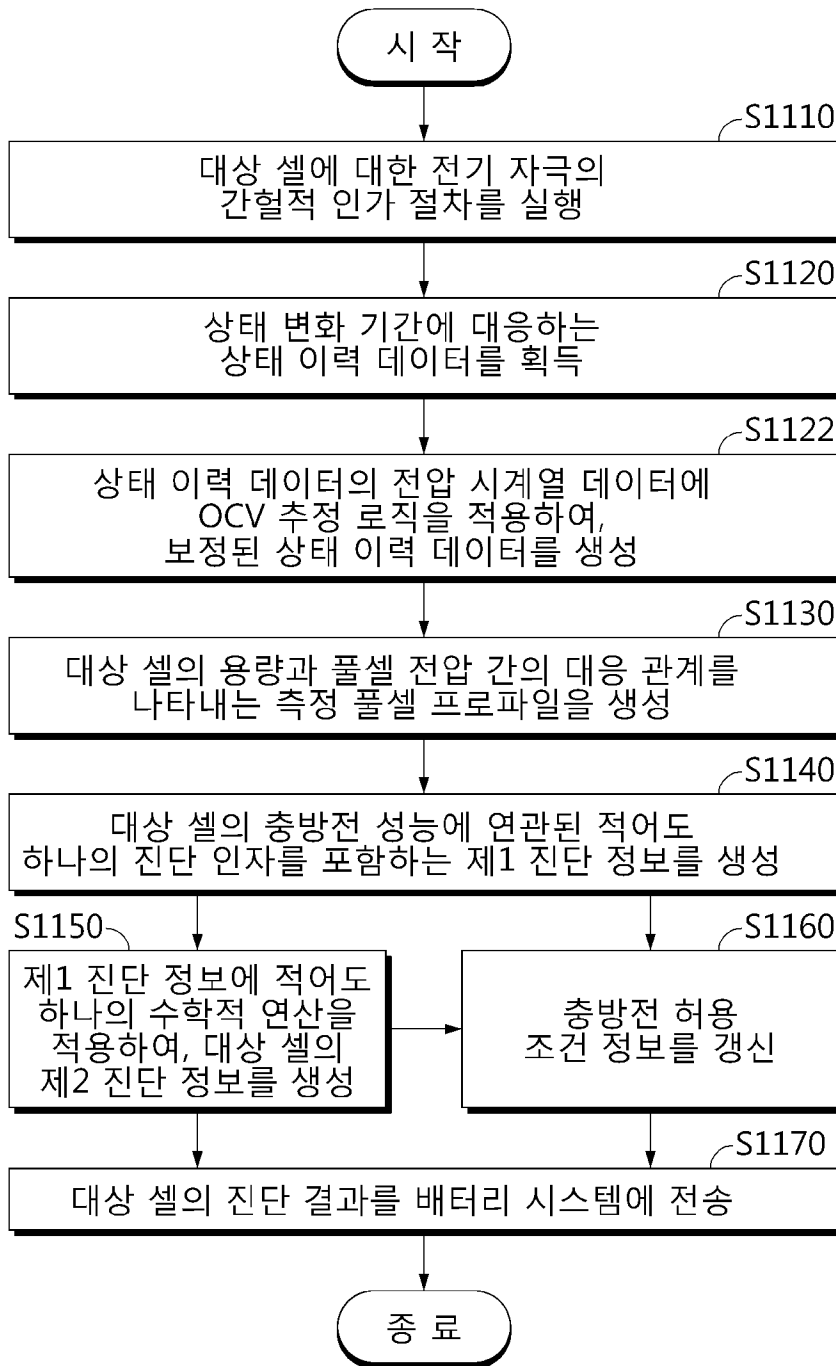 시 작
S1110
대상 셀에 대한 전기 자극의
간헐적 인가 절차를 실행
S1120
상태 변화 기간에 대응하는
상태 이력 데이터를 획득
S1122
상태 이력 데이터의 전압 시계열 데이터에
OCV 추정 로직을 적용하여,
보정된 상태 이력 데이터를 생성
S1130
대상 셀의 용량과 풀셀 전압 간의 대응 관계를
나타내는 측정 풀셀 프로파일을 생성
S1140
대상 셀의 충방전 성능에 연관된 적어도
하나의 진단 인자를 포함하는 제1 진단 정보를 생성
S1150
제1 진단 정보에 적어도
하나의 수학적 연산을
적용하여, 대상 셀의
제2 진단 정보를 생성
S1160
충방전 허용
조건 정보를 갱신
S1170
대상 셀의 진단 결과를 배터리 시스템에 전송
종 료